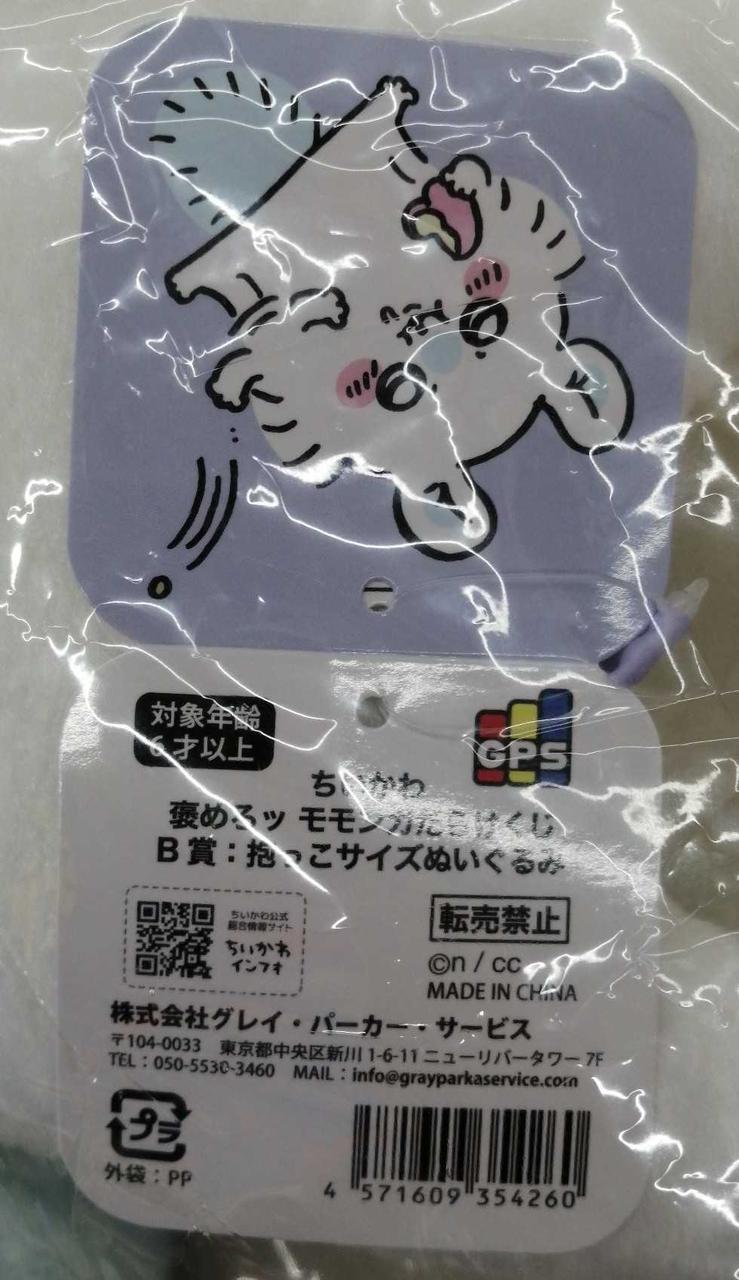 対象年齢
6才以上
GPS
ちいかわ
褒めろッ モモンガだらけくじ
B賞：抱っこサイズぬいぐるみ
ちいかわ公式
総合情報サイト
ちいかわ
インフォ
転売禁止
©n / cc
MADE IN CHINA
株式会社グレイ・パーカー・サービス
〒104-0033 東京都中央区新川 1-6-11 ニューリバータワー 7F
TEL：050-5530-3460 MAIL：info@grayparkaservice.com
プラ
外袋：PP
4 571609 354260